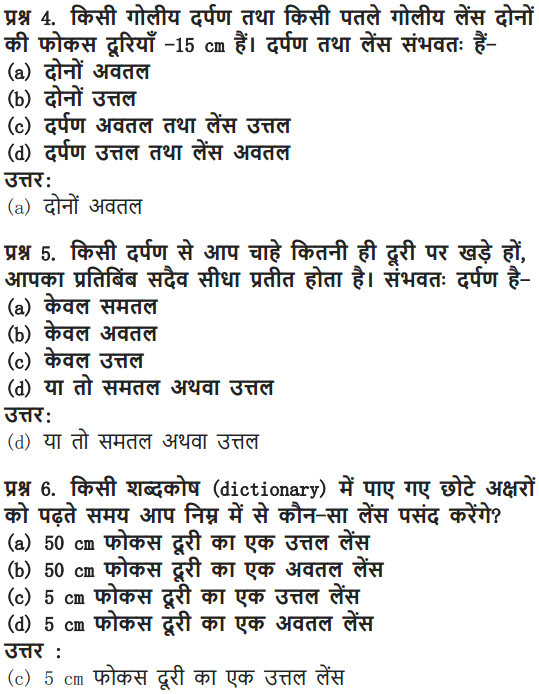 प्रश्न 4. किसी गोलीय दर्पण तथा किसी पतले गोलीय लेंस दोनों
की फोकस दूरियाँ -15 cm हैं। दर्पण तथा लेंस संभवतः हैं-
(a) दोनों अवतल
(b) दोनों उत्तल
(c) दर्पण अवतल तथा लेंस उत्तल
(d) दर्पण उत्तल तथा लेंस अवतल
उत्तर:
(a) दोनों अवतल
प्रश्न 5. किसी दर्पण से आप चाहे कितनी ही दूरी पर खड़े हों,
आपका प्रतिबिंब सदैव सीधा प्रतीत होता है। संभवतः दर्पण है-
(a) केवल समतल
(b) केवल अवतल
(c) केवल उत्तल
(d) या तो समतल अथवा उत्तल
उत्तर:
(d) या तो समतल अथवा उत्तल
प्रश्न 6. किसी शब्दकोष (dictionary) में पाए गए छोटे अक्षरों
को पढ़ते समय आप निम्न में से कौन-सा लेंस पसंद करेंगे?
(a) 50 cm फोकस दूरी का एक उत्तल लेंस
(b) 50 cm फोकस दूरी का एक अवतल लेंस
(c) 5 cm फोकस दूरी का एक उत्तल लेंस
(d) 5 cm फोकस दूरी का एक अवतल लेंस
उत्तर :
(c) 5 cm फोकस दूरी का एक उत्तल लेंस